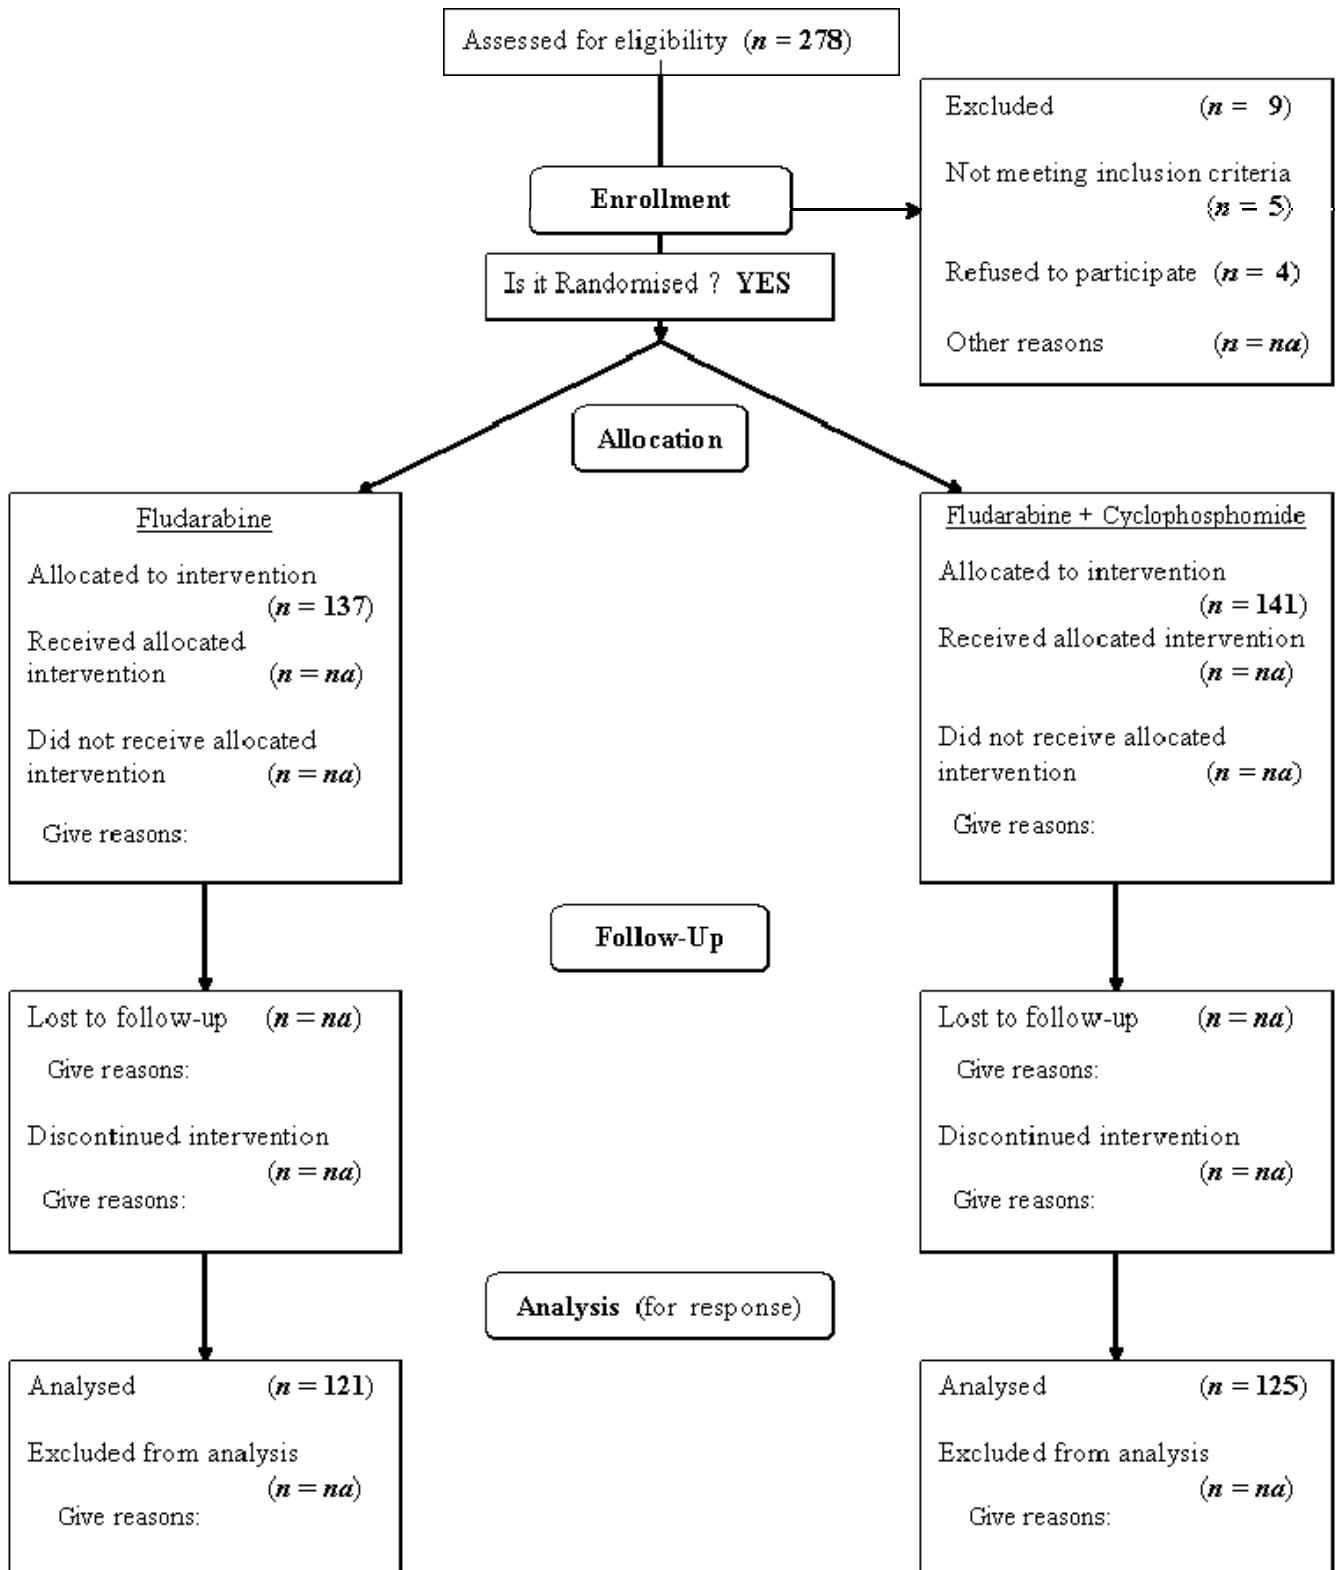 Assessed for eligibility (n = 278)
Excluded (n = 9)
Not meeting inclusion criteria
(n = 5)
Refused to participate (n = 4)
Other reasons (n = na)
Enrollment
Is it Randomised ? YES
Allocation
Fludarabine
Allocated to intervention
(n = 137)
Received allocated
intervention (n = na)
Did not receive allocated
intervention (n = na)
Give reasons:
Fludarabine + Cyclophosphomide
Allocated to intervention
(n = 141)
Received allocated intervention
(n = na)
Did not receive allocated
intervention (n = na)
Give reasons:
Follow-Up
Lost to follow-up (n = na)
Give reasons:
Discontinued intervention
(n = na)
Give reasons:
Lost to follow-up (n = na)
Give reasons:
Discontinued intervention
(n = na)
Give reasons:
Analysis (for response)
Analysed (n = 121)
Excluded from analysis
(n = na)
Give reasons:
Analysed (n = 125)
Excluded from analysis
(n = na)
Give reasons: